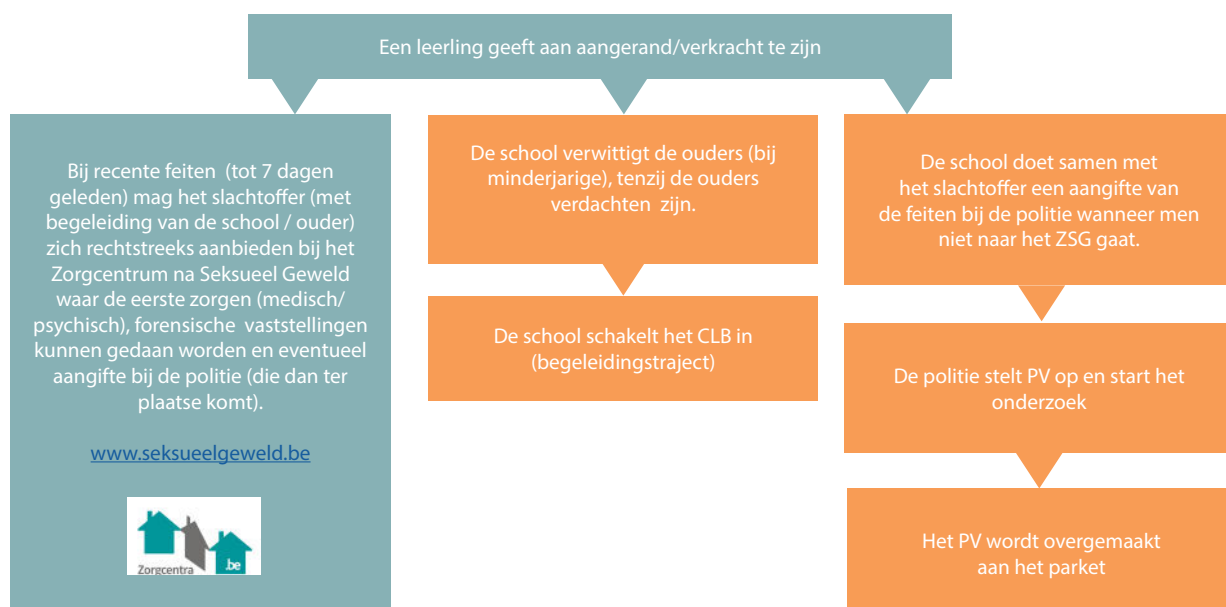 Een leerling geeft aan aangerand/verkracht te zijn
Bij recente feiten (tot 7 dagen
geleden) mag het slachtoffer (met
begeleiding van de school / ouder)
zich rechtstreeks aanbieden bij het
Zorgcentrum na Seksueel Geweld
waar de eerste zorgen (medisch/
psychisch), forensische vaststellingen
kunnen gedaan worden en eventueel
aangifte bij de politie (die dan ter
plaatse komt).
www.seksueelgeweld.be
Zorgcentra
.be
De school verwittigt de ouders (bij
minderjarige), tenzij de ouders
verdachten zijn.
De school schakelt het CLB in
(begeleidingstraject)
De school doet samen met
het slachtoffer een aangifte van
de feiten bij de politie wanneer men
niet naar het ZSG gaat.
De politie stelt PV op en start het
onderzoek
Het PV wordt overgemaakt
aan het parket